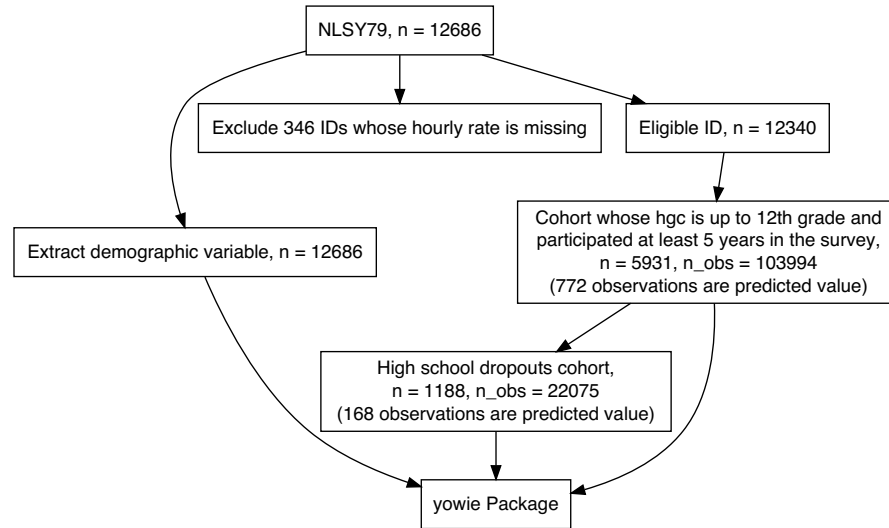 NLSY79, n = 12686
Exclude 346 IDs whose hourly rate is missing
Eligible ID, n = 12340
Extract demographic variable, n = 12686
Cohort whose hgc is up to 12th grade and
participated at least 5 years in the survey,
n = 5931, n_obs = 103994
(772 observations are predicted value)
High school dropouts cohort,
n = 1188, n_obs = 22075
(168 observations are predicted value)
yowie Package